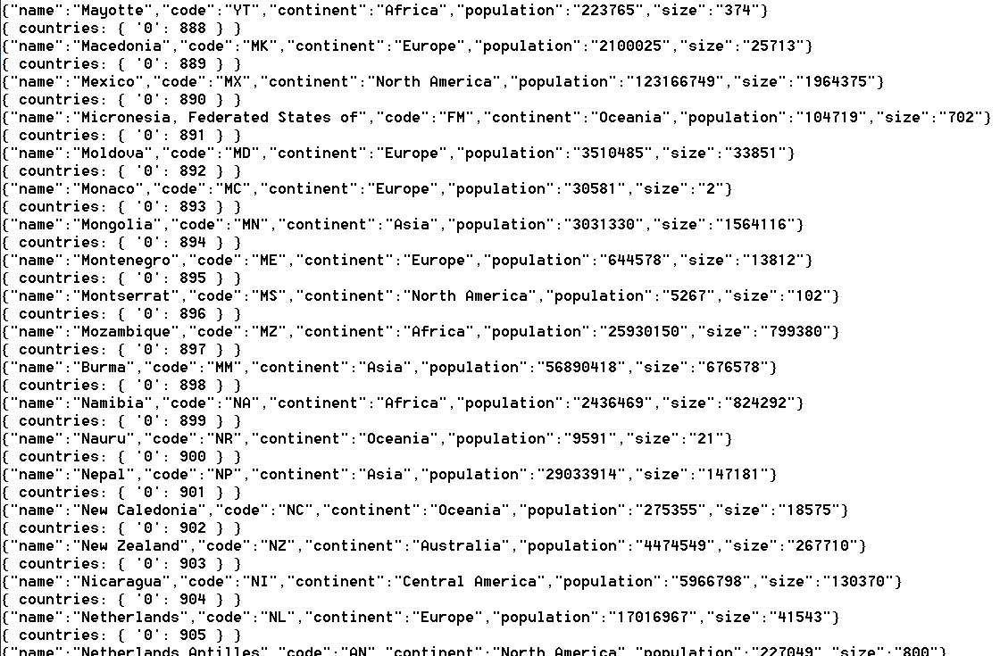 {"name":"Mayotte","code":"YT","continent":"Africa","population":"223765","size":"374"}
{ countries: { '0': 888 } }
{"name":"Macedonia","code":"MK","continent":"Europe","population":"2100025","size":"25713"}
{ countries: { '0': 889 } }
{"name":"Mexico","code":"MX","continent":"North America","population":"123166749","size":"1964375"}
{ countries: { '0': 890 } }
{"name":"Micronesia, Federated States of","code":"FM","continent":"Oceania","population":"104719","size":"702"}
{ countries: { '0': 891 } }
{"name":"Moldova","code":"MD","continent":"Europe","population":"3510485","size":"33851"}
{ countries: { '0': 892 } }
{"name":"Monaco","code":"MC","continent":"Europe","population":"30581","size":"2"}
{ countries: { '0': 893 } }
{"name":"Mongolia","code":"MN","continent":"Asia","population":"3031330","size":"1564116"}
{ countries: { '0': 894 } }
{"name":"Montenegro","code":"ME","continent":"Europe","population":"644578","size":"13812"}
{ countries: { '0': 895 } }
{"name":"Montserrat","code":"MS","continent":"North America","population":"5267","size":"102"}
{ countries: { '0': 896 } }
{"name":"Mozambique","code":"MZ","continent":"Africa","population":"25930150","size":"799380"}
{ countries: { '0': 897 } }
{"name":"Burma","code":"MM","continent":"Asia","population":"56890418","size":"676578"}
{ countries: { '0': 898 } }
{"name":"Namibia","code":"NA","continent":"Africa","population":"2436469","size":"824292"}
{ countries: { '0': 899 } }
{"name":"Nauru","code":"NR","continent":"Oceania","population":"9591","size":"21"}
{ countries: { '0': 900 } }
{"name":"Nepal","code":"NP","continent":"Asia","population":"29033914","size":"147181"}
{ countries: { '0': 901 } }
{"name":"New Caledonia","code":"NC","continent":"Oceania","population":"275355","size":"18575"}
{ countries: { '0': 902 } }
{"name":"New Zealand","code":"NZ","continent":"Australia","population":"4474549","size":"267710"}
{ countries: { '0': 903 } }
{"name":"Nicaragua","code":"NI","continent":"Central America","population":"5966798","size":"130370"}
{ countries: { '0': 904 } }
{"name":"Netherlands","code":"NL","continent":"Europe","population":"17016967","size":"41543"}
{ countries: { '0': 905 } }
{"name":"Netherlands Antilles","code":"AN","continent":"North America","population":"227049","size":"800"}